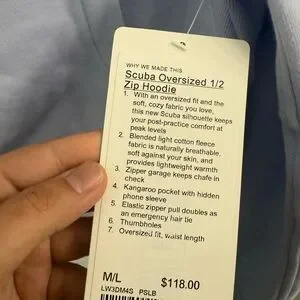 WHY WE MADE THIS
Scuba Oversized 1/2
Zip Hoodie
1. With an oversized fit and the
soft, cozy fabric you love,
this new Scuba silhouette keeps
your post-practice comfort at
peak levels
2. Blended light cotton fleece
fabric is naturally breathable,
soft against your skin, and
provides lightweight warmth
3. Zipper garage keeps chafe in
check
4. Kangaroo pocket with hidden
phone sleeve
5. Elastic zipper pull doubles as
an emergency hair tie
6. Thumbholes
7. Oversized fit, waist length
M/L $118.00
LW3DM4S PSLB